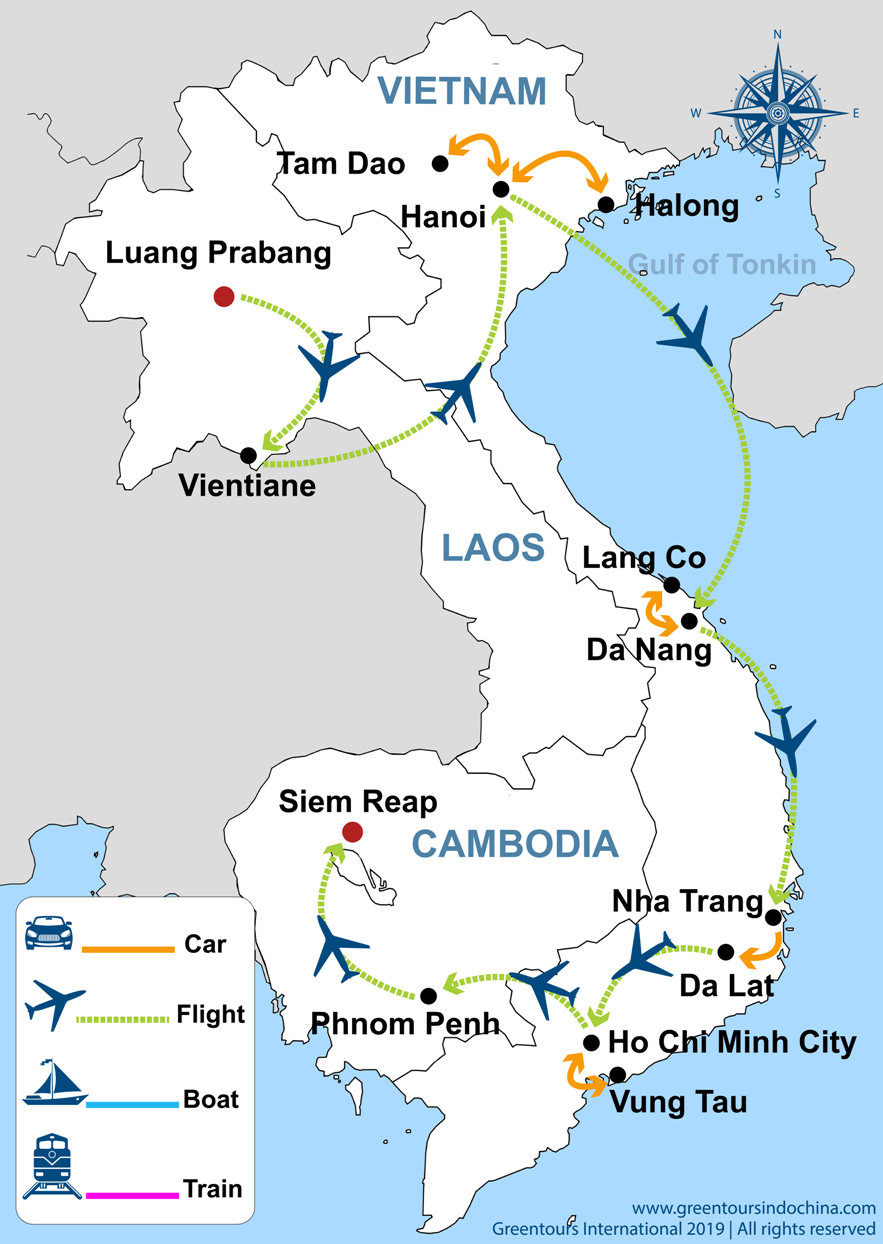 N
VIETNAM
W
E
Tam Dao
S
Halong
Hanoi
Luang Prabang
Gulf of Tonkin
Vientiane
LAOS
Lang Co
Da Nang
Siem Reap
CAMBODIA
Nha Trang
Car
Da Lat
Flight
Phnom Penh
Ho Chi Minh City
Boat
Vung Tau
Train
www.greentoursindochina.com
Greentours International 2019 | All rights reserved